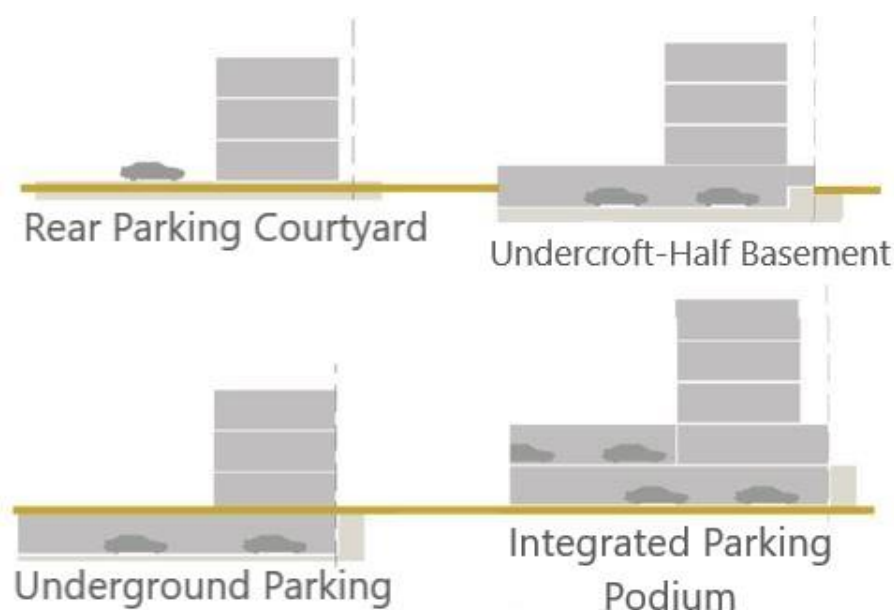 Rear Parking Courtyard
Undercroft-Half Basement
Underground Parking
Integrated Parking
Podium